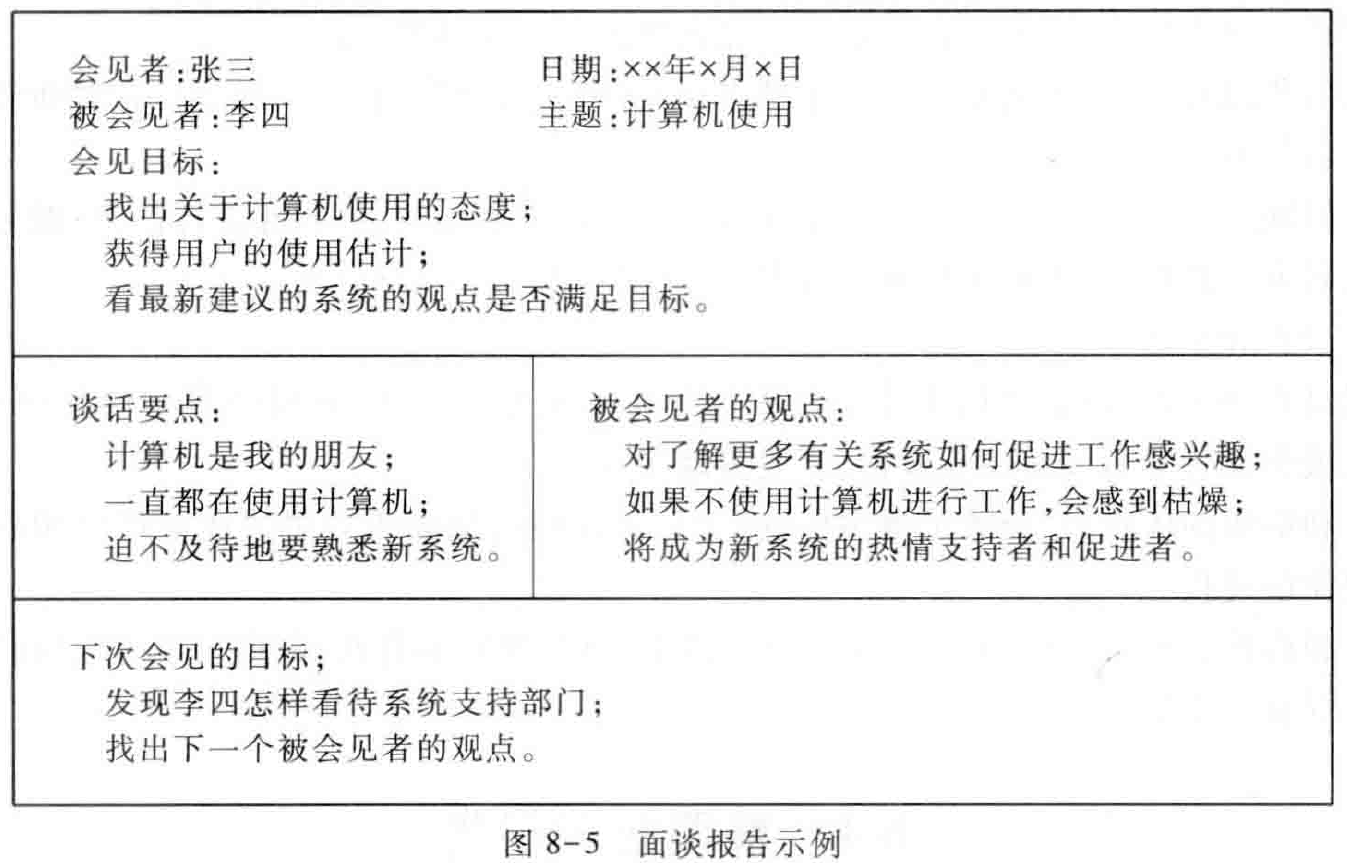 会见者:张三 日期:××年×月×日
被会见者:李四 主题:计算机使用
会见目标:
找出关于计算机使用的态度;
获得用户的使用估计;
看最新建议的系统的观点是否满足目标。
谈话要点:
计算机是我的朋友;
一直都在使用计算机;
迫不及待地要熟悉新系统。
被会见者的观点:
对了解更多有关系统如何促进工作感兴趣;
如果不使用计算机进行工作,会感到枯燥;
将成为新系统的热情支持者和促进者。
下次会见的目标;
发现李四怎样看待系统支持部门;
找出下一个被会见者的观点。
图 8-5 面谈报告示例